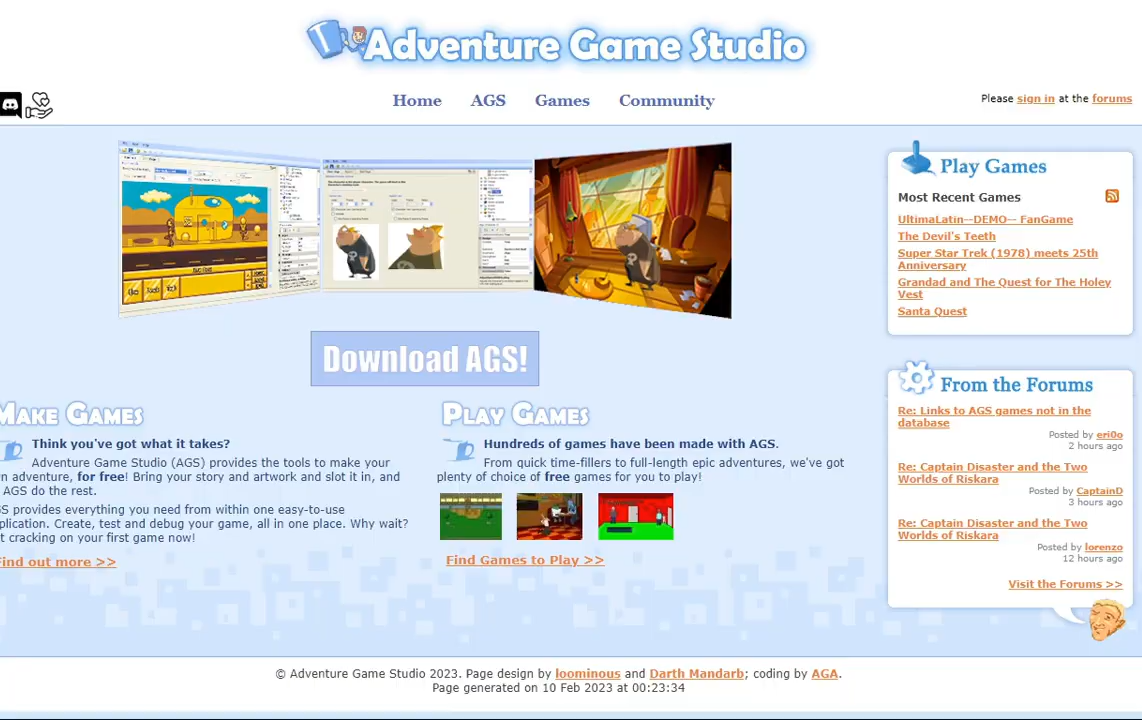 Adventure Game Studio
Home
AGS
Games
Community
Please sign in at the forums
Download AGS!
MAKE GAMES
Think you've got what it takes?
Adventure Game Studio (AGS) provides the tools to make your
n adventure, for free! Bring your story and artwork and slot it in, and
AGS do the rest.
S provides everything you need from within one easy-to-use
plication. Create, test and debug your game, all in one place. Why wait?
t cracking on your first game now!
Find out more >>
PLAY GAMES
Hundreds of games have been made with AGS.
From quick time-fillers to full-length epic adventures, we've got
plenty of choice of free games for you to play!
Find Games to Play >>
Play Games
Most Recent Games
UltimaLatin--DEMO-- FanGame
The Devil's Teeth
Super Star Trek (1978) meets 25th
Anniversary
Grandad and The Quest for The Holey
Vest
Santa Quest
From the Forums
Re: Links to AGS games not in the
database
Posted by eri0o
2 hours ago
Re: Captain Disaster and the Two
Worlds of Riskara
Posted by CaptainD
3 hours ago
Re: Captain Disaster and the Two
Worlds of Riskara
Posted by lorenzo
12 hours ago
Visit the Forums >>
© Adventure Game Studio 2023. Page design by loominous and Darth Mandarb; coding by AGA.
Page generated on 10 Feb 2023 at 00:23:34